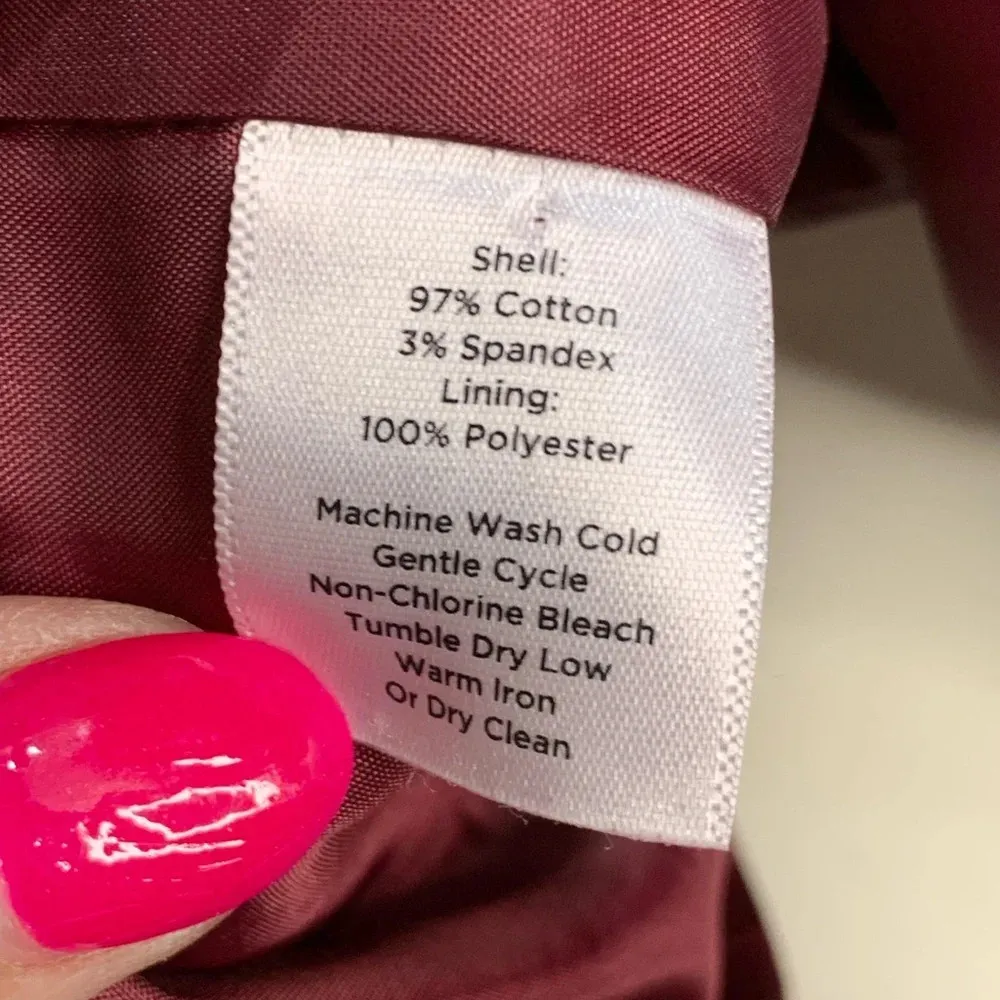 Shell:
97% Cotton
3% Spandex
Lining:
100% Polyester
Machine Wash Cold
Gentle Cycle
Non-Chlorine Bleach
Tumble Dry Low
Warm Iron
Or Dry Clean